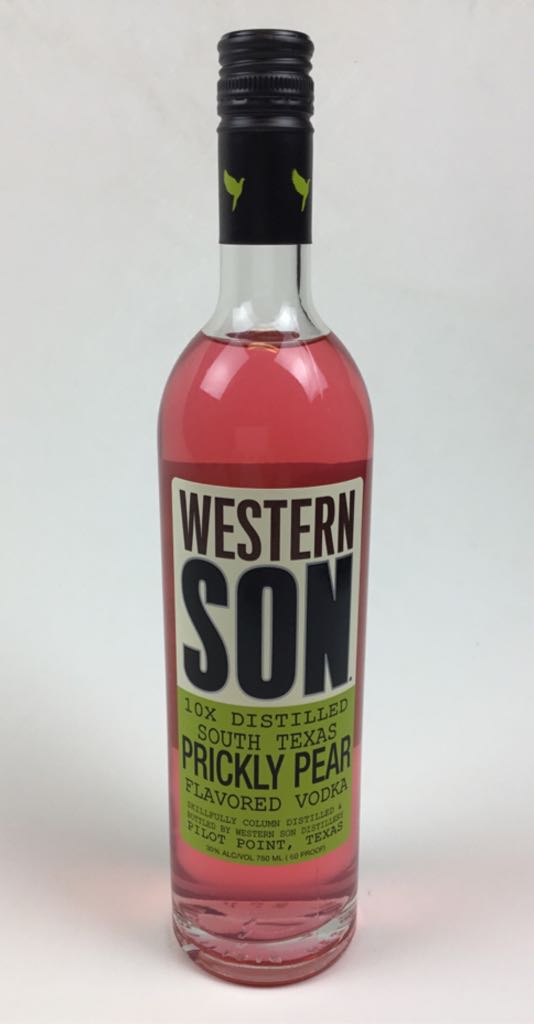 WESTERN
SON.
10X DISTILLED
SOUTH TEXAS
PRICKLY PEAR
FLAVORED VODKA
SKILLFULLY COLUMN DISTILLED &
BOTTLED BY WESTERN SON DISTILLERY
PILOT POINT, TEXAS
30% ALC/VOL 750 ML ( 60 PROOF)